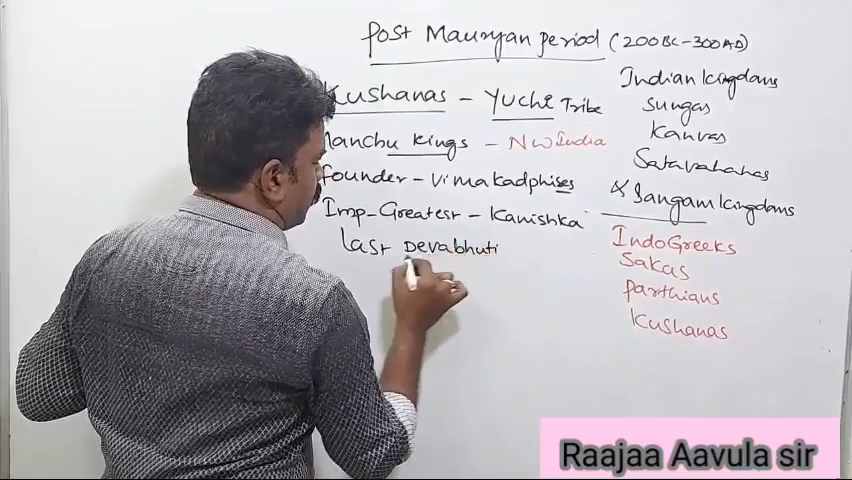 Post Mauryan period (200BC-300AD)
Kushanas - Yuchi Tribe
Manchu kings - NW India
founder - Vima Kadphises
Imp-Greatest - Kanishka
Last Devabhuti
Indian kingdoms
Sungas
Kanvas
Satavahanas
& Sangam kingdoms
IndoGreeks
Sakas
parthians
Kushanas
Raajaa Aavula sir